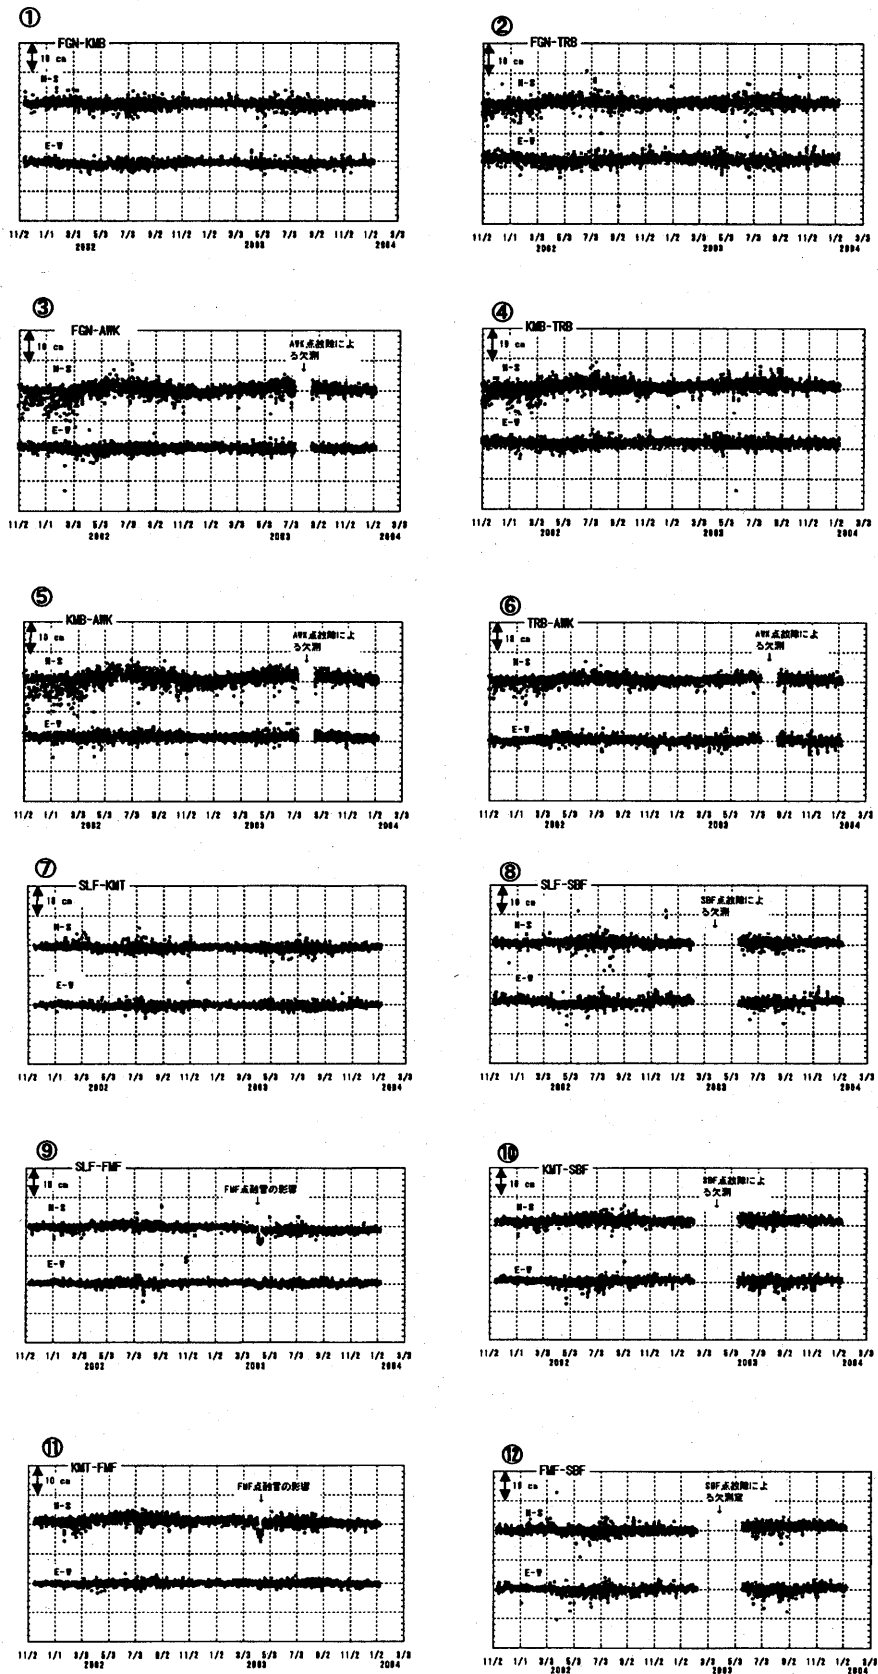 ①
FGN-KMB
10 cm
N-S
E-W
11/2 1/1 3/3 5/3 7/3 9/2 11/2 1/2 3/3 5/3 7/3 9/2 11/2 1/2 3/3
2002 2003 2004
②
FGN-TRB
10 cm
N-S
E-W
11/2 1/1 3/3 5/3 7/3 9/2 11/2 1/2 3/3 5/3 7/3 9/2 11/2 1/2 3/3
2002 2003 2004
③
FGN-AWK
10 cm
N-S
AWK点故障によ
る欠測
↓
E-W
11/2 1/1 3/3 5/3 7/3 9/2 11/2 1/2 3/3 5/3 7/3 9/2 11/2 1/2 3/3
2002 2003 2004
④
KMB-TRB
10 cm
N-S
E-W
11/2 1/1 3/3 5/3 7/3 9/2 11/2 1/2 3/3 5/3 7/3 9/2 11/2 1/2 3/3
2002 2003 2004
⑤
KMB-AWK
10 cm
N-S
AWK点故障によ
る欠測
↓
E-W
11/2 1/1 3/3 5/3 7/3 9/2 11/2 1/2 3/3 5/3 7/3 9/2 11/2 1/2 3/3
2002 2003 2004
⑥
TRB-AWK
10 cm
N-S
AWK点故障によ
る欠測
↓
E-W
11/2 1/1 3/3 5/3 7/3 9/2 11/2 1/2 3/3 5/3 7/3 9/2 11/2 1/2 3/3
2002 2003 2004
⑦
SLF-KMT
10 cm
N-S
E-W
11/2 1/1 3/3 5/3 7/3 9/2 11/2 1/2 3/3 5/3 7/3 9/2 11/2 1/2 3/3
2002 2003 2004
⑧
SLF-SBF
10 cm
N-S
SBF点故障によ
る欠測
↓
E-W
11/2 1/1 3/3 5/3 7/3 9/2 11/2 1/2 3/3 5/3 7/3 9/2 11/2 1/2 3/3
2002 2003 2004
⑨
SLF-FMF
10 cm
N-S
FMF点融雪の影響
↓
E-W
11/2 1/1 3/3 5/3 7/3 9/2 11/2 1/2 3/3 5/3 7/3 9/2 11/2 1/2 3/3
2002 2003 2004
⑩
KMT-SBF
10 cm
N-S
SBF点故障によ
る欠測
↓
E-W
11/2 1/1 3/3 5/3 7/3 9/2 11/2 1/2 3/3 5/3 7/3 9/2 11/2 1/2 3/3
2002 2003 2004
⑪
KMT-FMF
10 cm
N-S
FMF点融雪の影響
↓
E-W
11/2 1/1 3/3 5/3 7/3 9/2 11/2 1/2 3/3 5/3 7/3 9/2 11/2 1/2 3/3
2002 2003 2004
⑫
FMF-SBF
10 cm
N-S
SBF点故障によ
る欠測定
↓
E-W
11/2 1/1 3/3 5/3 7/3 9/2 11/2 1/2 3/3 5/3 7/3 9/2 11/2 1/2 3/3
2002 2003 2004